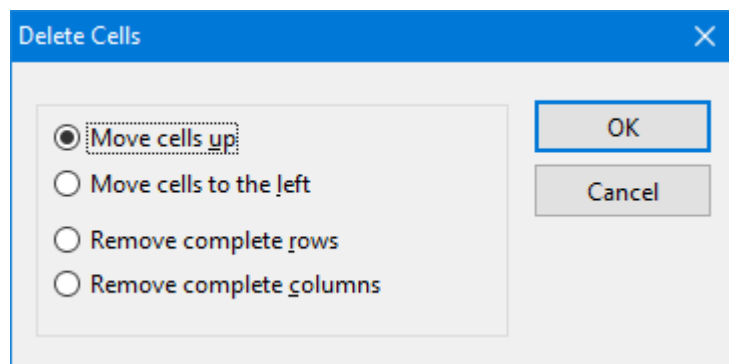 Delete Cells
Move cells up
Move cells to the left
Remove complete rows
Remove complete columns
OK
Cancel